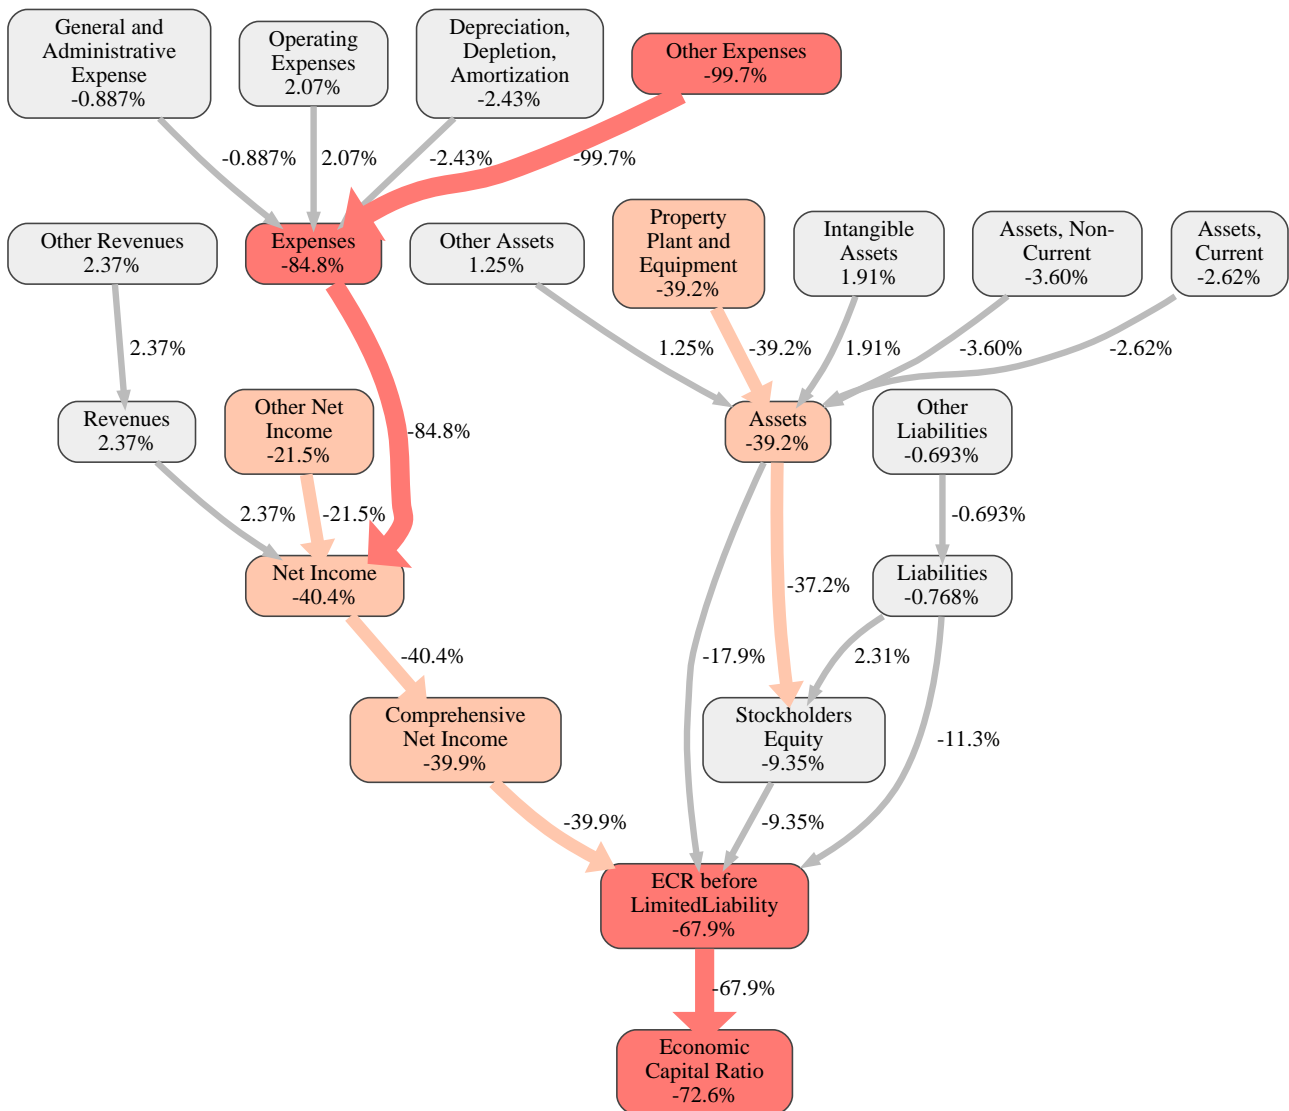 General and
Administrative
Expense
-0.887%
Operating
Expenses
2.07%
Depreciation,
Depletion,
Amortization
-2.43%
Other Expenses
-99.7%
-0.887%
2.07%
-2.43%
-99.7%
Other Revenues
2.37%
Expenses
-84.8%
Other Assets
1.25%
Property
Plant and
Equipment
-39.2%
Intangible
Assets
1.91%
Assets, Non-
Current
-3.60%
Assets,
Current
-2.62%
2.37%
-84.8%
1.25%
-39.2%
1.91%
-3.60%
-2.62%
Revenues
2.37%
Other Net
Income
-21.5%
Assets
-39.2%
Other
Liabilities
-0.693%
2.37%
-21.5%
-0.693%
Net Income
-40.4%
-37.2%
Liabilities
-0.768%
-40.4%
-17.9%
2.31%
-11.3%
Comprehensive
Net Income
-39.9%
Stockholders
Equity
-9.35%
-39.9%
-9.35%
ECR before
LimitedLiability
-67.9%
-67.9%
Economic
Capital Ratio
-72.6%